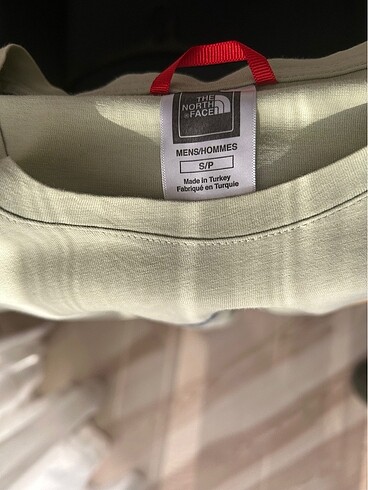 THE
NORTH
FACE
MENS/HOMMES
S/P
Made in Turkey
Fabriqué en Turquie